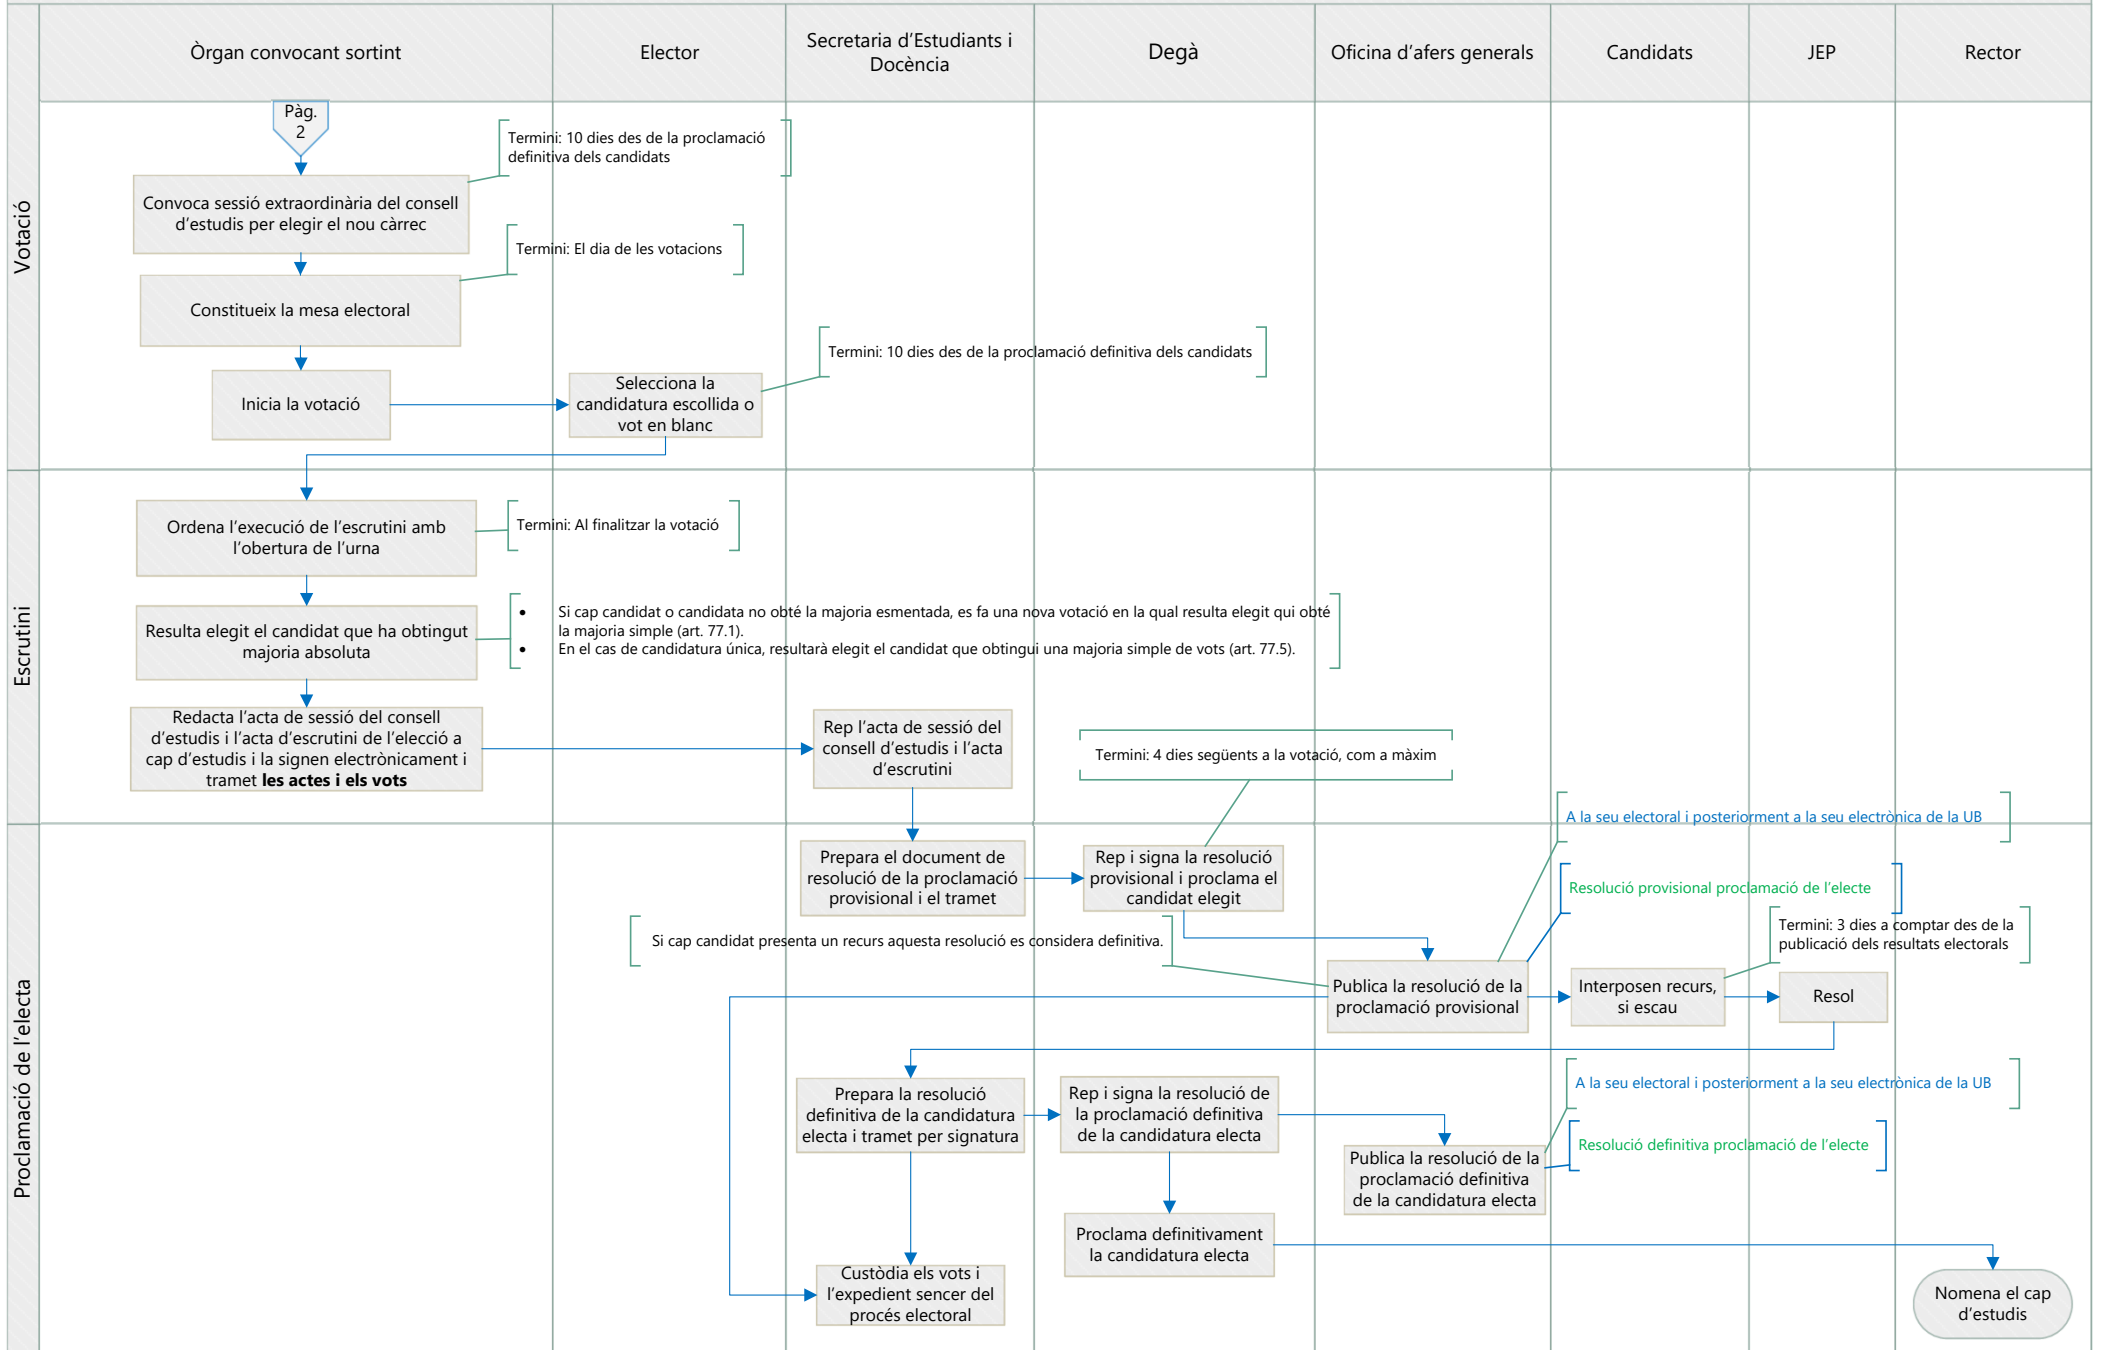 Òrgan convocant sortint
Elector
Secretaria d'Estudiants i
Docència
Degà
Oficina d'afers generals
Candidats
JEP
Rector
Votació
Pàg.
2
Termini: 10 dies des de la proclamació
definitiva dels candidats
Convoca sessió extraordinària del consell
d'estudis per elegir el nou càrrec
Termini: El dia de les votacions
Constitueix la mesa electoral
Termini: 10 dies des de la proclamació definitiva dels candidats
Inicia la votació
Selecciona la
candidatura escollida o
vot en blanc
Escrutini
Ordena l'execució de l'escrutini amb
l'obertura de l'urna
Termini: Al finalitzar la votació
Resulta elegit el candidat que ha obtingut
majoria absoluta
• Si cap candidat o candidata no obté la majoria esmentada, es fa una nova votació en la qual resulta elegit qui obté
la majoria simple (art. 77.1).
• En el cas de candidatura única, resultarà elegit el candidat que obtingui una majoria simple de vots (art. 77.5).
Redacta l'acta de sessió del consell
d'estudis i l'acta d'escrutini de l'elecció a
cap d'estudis i la signen electrònicament i
tramet les actes i els vots
Rep l'acta de sessió del
consell d'estudis i l'acta
d'escrutini
Termini: 4 dies següents a la votació, com a màxim
Proclamació de l'electa
A la seu electoral i posteriorment a la seu electrònica de la UB
Prepara el document de
resolució de la proclamació
provisional i el tramet
Rep i signa la resolució
provisional i proclama el
candidat elegit
Resolució provisional proclamació de l'electe
Si cap candidat presenta un recurs aquesta resolució es considera definitiva.
Termini: 3 dies a comptar des de la
publicació dels resultats electorals
Publica la resolució de la
proclamació provisional
Interposen recurs,
si escau
Resol
Prepara la resolució
definitiva de la candidatura
electa i tramet per signatura
Rep i signa la resolució de
la proclamació definitiva
de la candidatura electa
A la seu electoral i posteriorment a la seu electrònica de la UB
Resolució definitiva proclamació de l'electe
Publica la resolució de la
proclamació definitiva
de la candidatura electa
Proclama definitivament
la candidatura electa
Custòdia els vots i
l'expedient sencer del
procés electoral
Nomena el cap
d'estudis